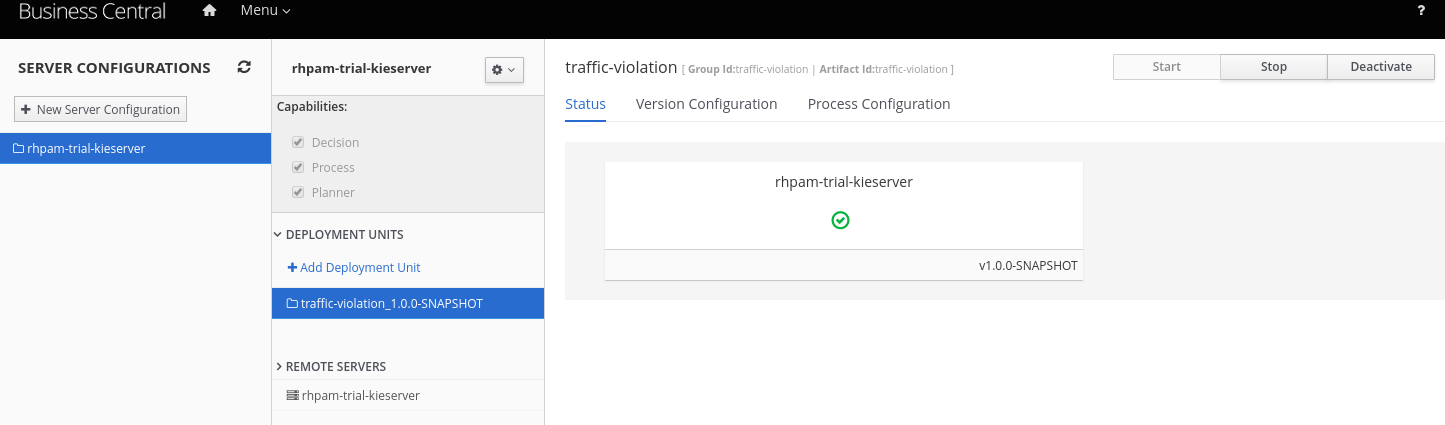 Business Central
Menu
?
SERVER CONFIGURATIONS
New Server Configuration
rhpam-trial-kieserver
rhpam-trial-kieserver
Capabilities:
Decision
Process
Planner
DEPLOYMENT UNITS
Add Deployment Unit
traffic-violation_1.0.0-SNAPSHOT
REMOTE SERVERS
rhpam-trial-kieserver
traffic-violation [ Group Id:traffic-violation | Artifact Id:traffic-violation ]
Start Stop Deactivate
Status Version Configuration Process Configuration
rhpam-trial-kieserver
v1.0.0-SNAPSHOT